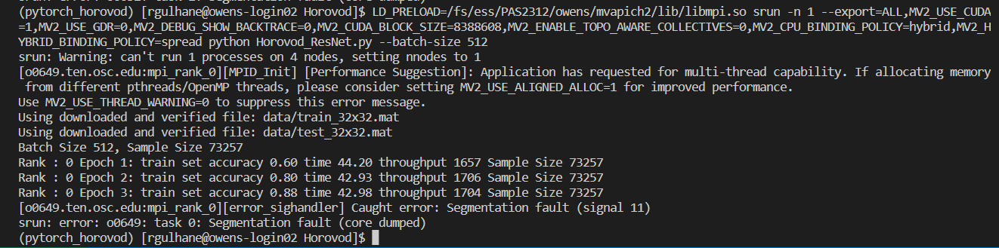 (pytorch_horovod) [rgulhane@owens-login02 Horovod]$ LD_PRELOAD=/fs/ess/PAS2312/owens/mvapich2/lib/libmpi.so srun -n 1 --export=ALL,MV2_USE_CUDA
=1,MV2_USE_GDR=0,MV2_DEBUG_SHOW_BACKTRACE=0,MV2_CUDA_BLOCK_SIZE=8388608,MV2_ENABLE_TOPO_AWARE_COLLECTIVES=0,MV2_CPU_BINDING_POLICY=hybrid,MV2_H
YBRID_BINDING_POLICY=spread python Horovod_ResNet.py --batch-size 512
srun: Warning: can't run 1 processes on 4 nodes, setting nnodes to 1
[o0649.ten.osc.edu:mpi_rank_0][MPID_Init] [Performance Suggestion]: Application has requested for multi-thread capability. If allocating memory
 from different pthreads/OpenMP threads, please consider setting MV2_USE_ALIGNED_ALLOC=1 for improved performance.
Use MV2_USE_THREAD_WARNING=0 to suppress this error message.
Using downloaded and verified file: data/train_32x32.mat
Using downloaded and verified file: data/test_32x32.mat
Batch Size 512, Sample Size 73257
Rank : 0 Epoch 1: train set accuracy 0.60 time 44.20 throughput 1657 Sample Size 73257
Rank : 0 Epoch 2: train set accuracy 0.80 time 42.93 throughput 1706 Sample Size 73257
Rank : 0 Epoch 3: train set accuracy 0.88 time 42.98 throughput 1704 Sample Size 73257
[o0649.ten.osc.edu:mpi_rank_0][error_sighandler] Caught error: Segmentation fault (signal 11)
srun: error: o0649: task 0: Segmentation fault (core dumped)
(pytorch_horovod) [rgulhane@owens-login02 Horovod]$